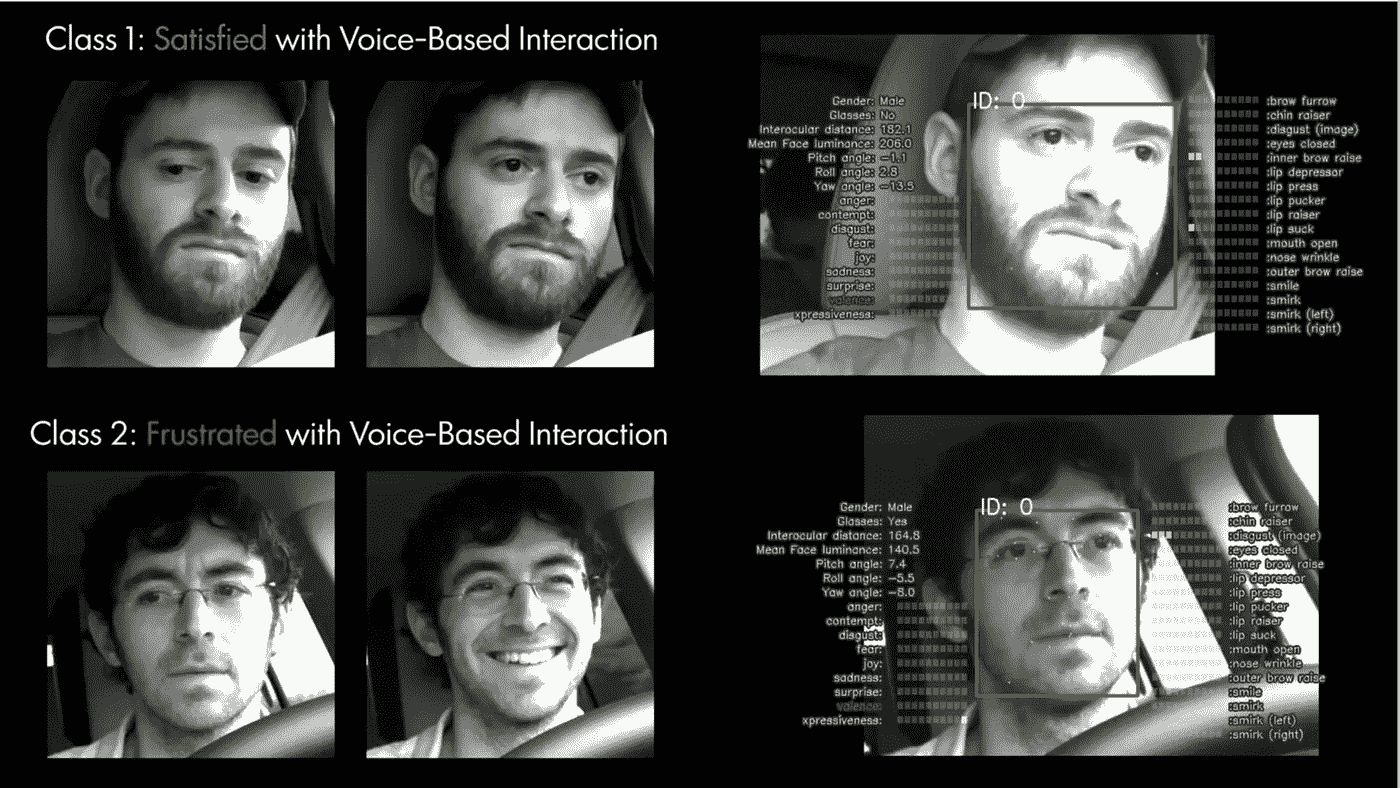 Class 1: Satisfied with Voice-Based Interaction
ID: 0
Gender: Male
Glasses: No
Interocular distance: 182.1
Mean Face luminance: 206.0
Pitch angle: -1.1
Roll angle: 2.8
Yaw angle: -13.5
anger:
contempt:
disgust:
fear:
joy:
sadness:
surprise:
valence:
xpressiveness:
:brow furrow
:chin raiser
:disgust (image)
:eyes closed
:inner brow raise
:lip depressor
:lip press
:lip pucker
:lip raiser
:lip suck
:mouth open
:nose wrinkle
:outer brow raise
:smile
:smirk
:smirk (left)
:smirk (right)
Class 2: Frustrated with Voice-Based Interaction
ID: 0
Gender: Male
Glasses: Yes
Interocular distance: 164.8
Mean Face luminance: 140.5
Pitch angle: 7.4
Roll angle: -5.5
Yaw angle: -8.0
anger:
contempt:
disgust:
fear:
joy:
sadness:
surprise:
valence:
xpressiveness:
:brow furrow
:chin raiser
:disgust (image)
:eyes closed
:inner brow raise
:lip depressor
:lip press
:lip pucker
:lip raiser
:lip suck
:mouth open
:nose wrinkle
:outer brow raise
:smile
:smirk
:smirk (left)
:smirk (right)